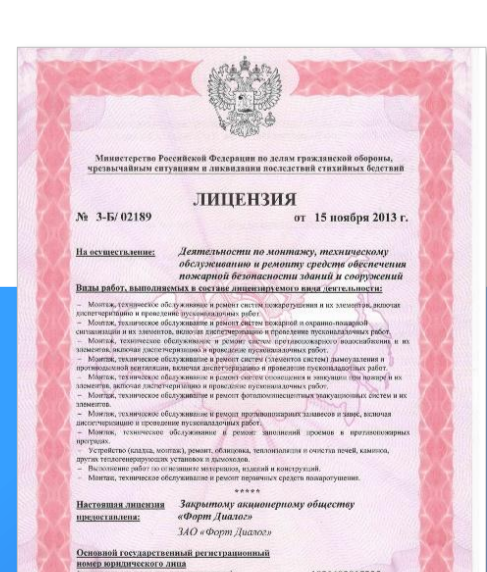 Министерство Российской Федерации по делам гражданской обороны,
чрезвычайным ситуациям и ликвидации последствий стихийных бедствий
ЛИЦЕНЗИЯ
№ 3-Б/ 02189 от 15 ноября 2013 г.
На осуществление: Деятельности по монтажу, техническому
обслуживанию и ремонту средств обеспечения
пожарной безопасности зданий и сооружений
Виды работ, выполняемых в составе лицензируемого вида деятельности:
– Монтаж, техническое обслуживание и ремонт систем пожаротушения и их элементов, включая
диспетчеризацию и проведение пусконаладочных работ.
– Монтаж, техническое обслуживание и ремонт систем пожарной и охранно-пожарной
сигнализации и их элементов, включая диспетчеризацию и проведение пусконаладочных работ.
– Монтаж, техническое обслуживание и ремонт систем противопожарного водоснабжения и их
элементов, включая диспетчеризацию и проведение пусконаладочных работ.
– Монтаж, техническое обслуживание и ремонт систем (элементов систем) дымоудаления и
противодымной вентиляции, включая диспетчеризацию и проведение пусконаладочных работ.
– Монтаж, техническое обслуживание и ремонт систем оповещения и эвакуации при пожаре и их
элементов, включая диспетчеризацию и проведение пусконаладочных работ.
– Монтаж, техническое обслуживание и ремонт фотолюминесцентных эвакуационных систем и их
элементов.
– Монтаж, техническое обслуживание и ремонт противопожарных занавесов и завес, включая
диспетчеризацию и проведение пусконаладочных работ.
– Монтаж, техническое обслуживание и ремонт заполнений проемов в противопожарных
преградах.
– Устройство (кладка, монтаж), ремонт, облицовка, теплоизоляция и очистка печей, каминов,
других теплогенерирующих установок и дымоходов.
– Выполнение работ по огнезащите материалов, изделий и конструкций.
– Монтаж, техническое обслуживание и ремонт первичных средств пожаротушения.
*****
Настоящая лицензия Закрытому акционерному обществу
предоставлена: «Форт Диалог»
ЗАО «Форт Диалог»
Основной государственный регистрационный
номер юридического лица